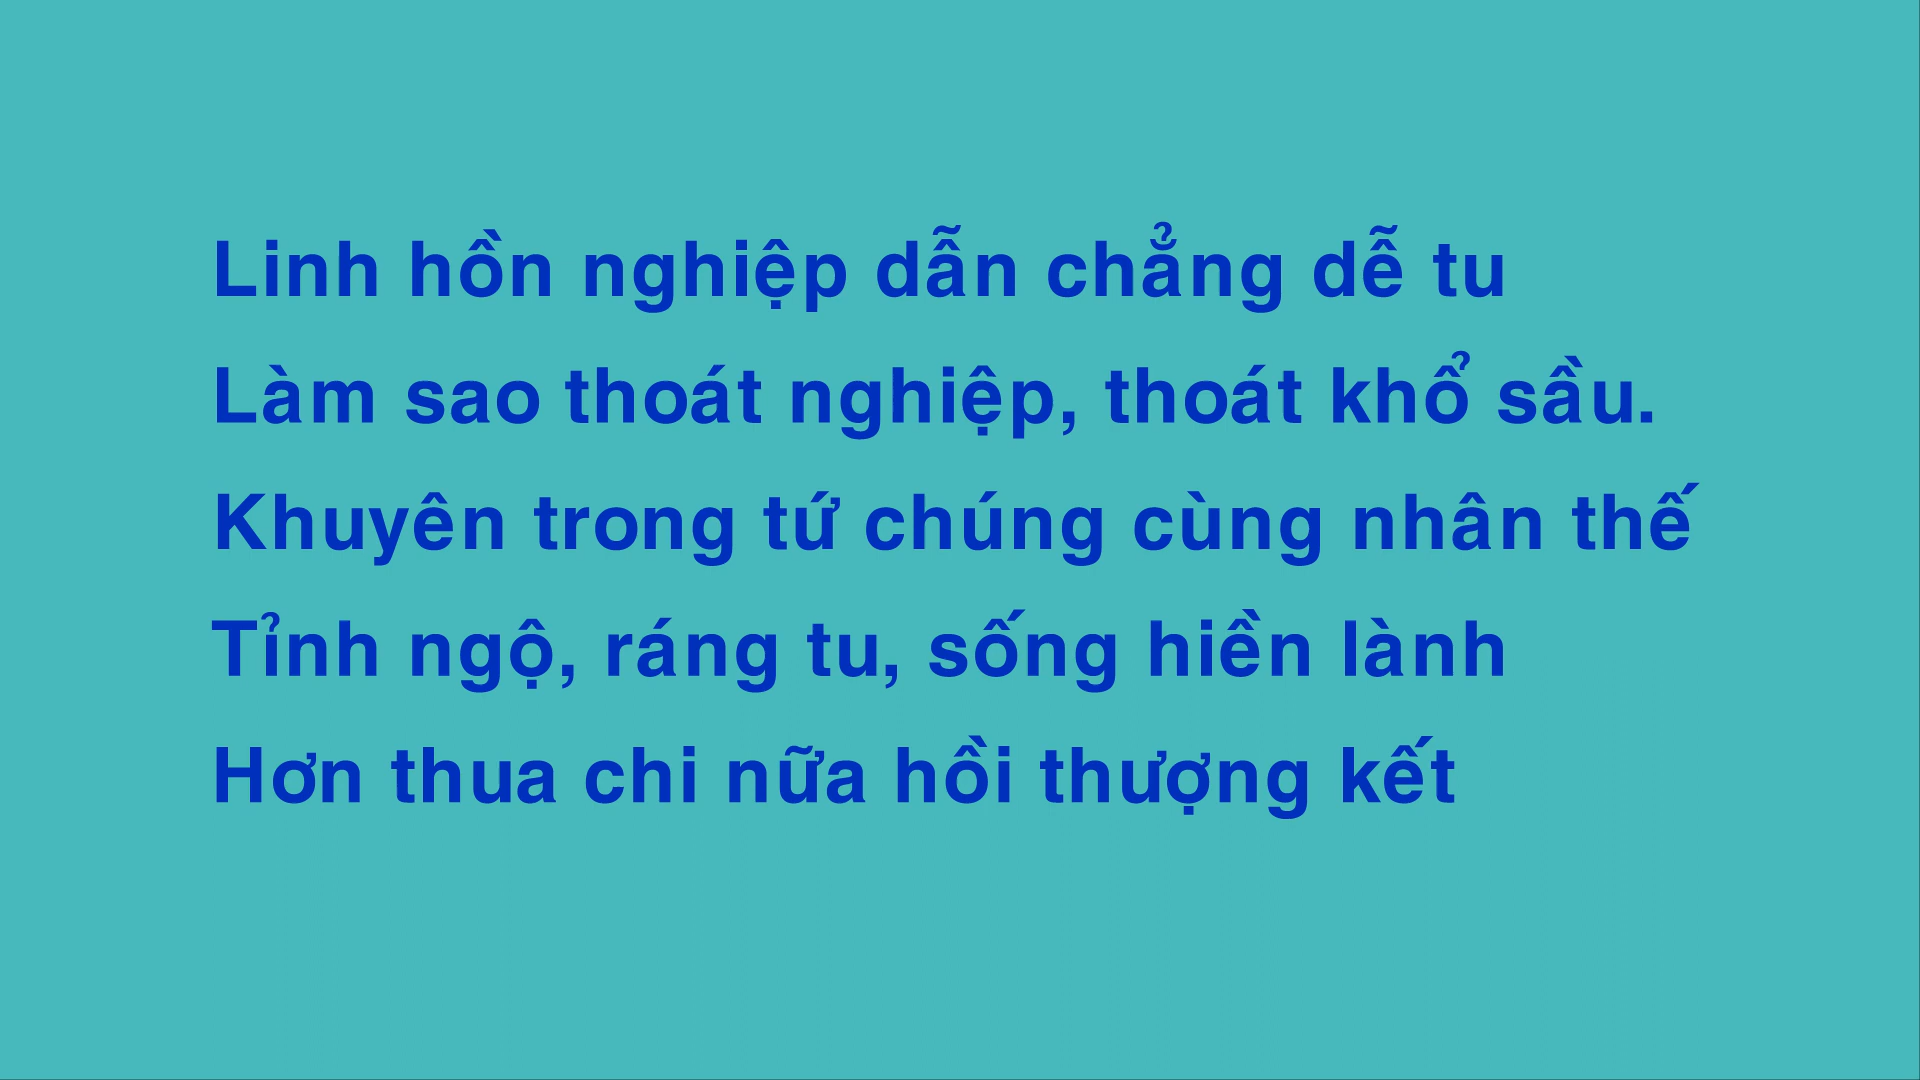 Linh hồn nghiệp dẫn chẳng dễ tu
Làm sao thoát nghiệp, thoát khổ sầu.
Khuyên trong tứ chúng cùng nhân thế
Tỉnh ngộ, ráng tu, sống hiền lành
Hơn thua chi nữa hồi thượng kết